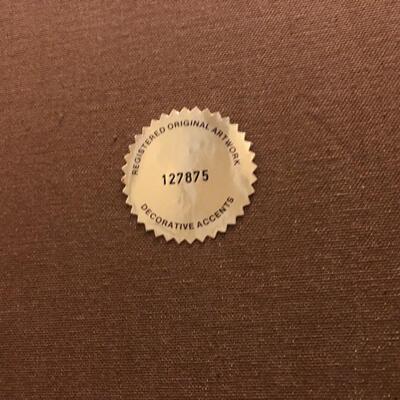 REGISTERED ORIGINAL ARTWORK
127875
DECORATIVE ACCENTS